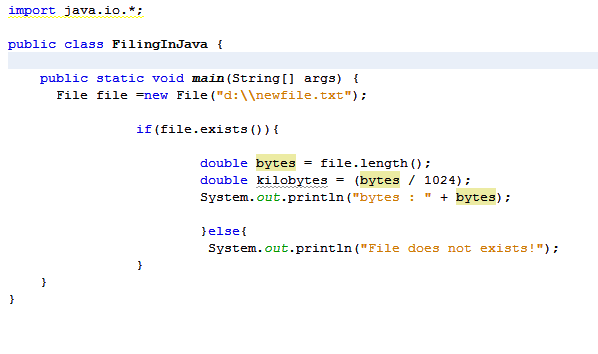 import java.io.*;
public class FilingInJava {
public static void main(String[] args) {
File file =new File("d:\\newfile.txt");
if(file.exists()){
double bytes = file.length();
double kilobytes = (bytes / 1024);
System.out.println("bytes : " + bytes);
}else{
System.out.println("File does not exists!");
}
}
}